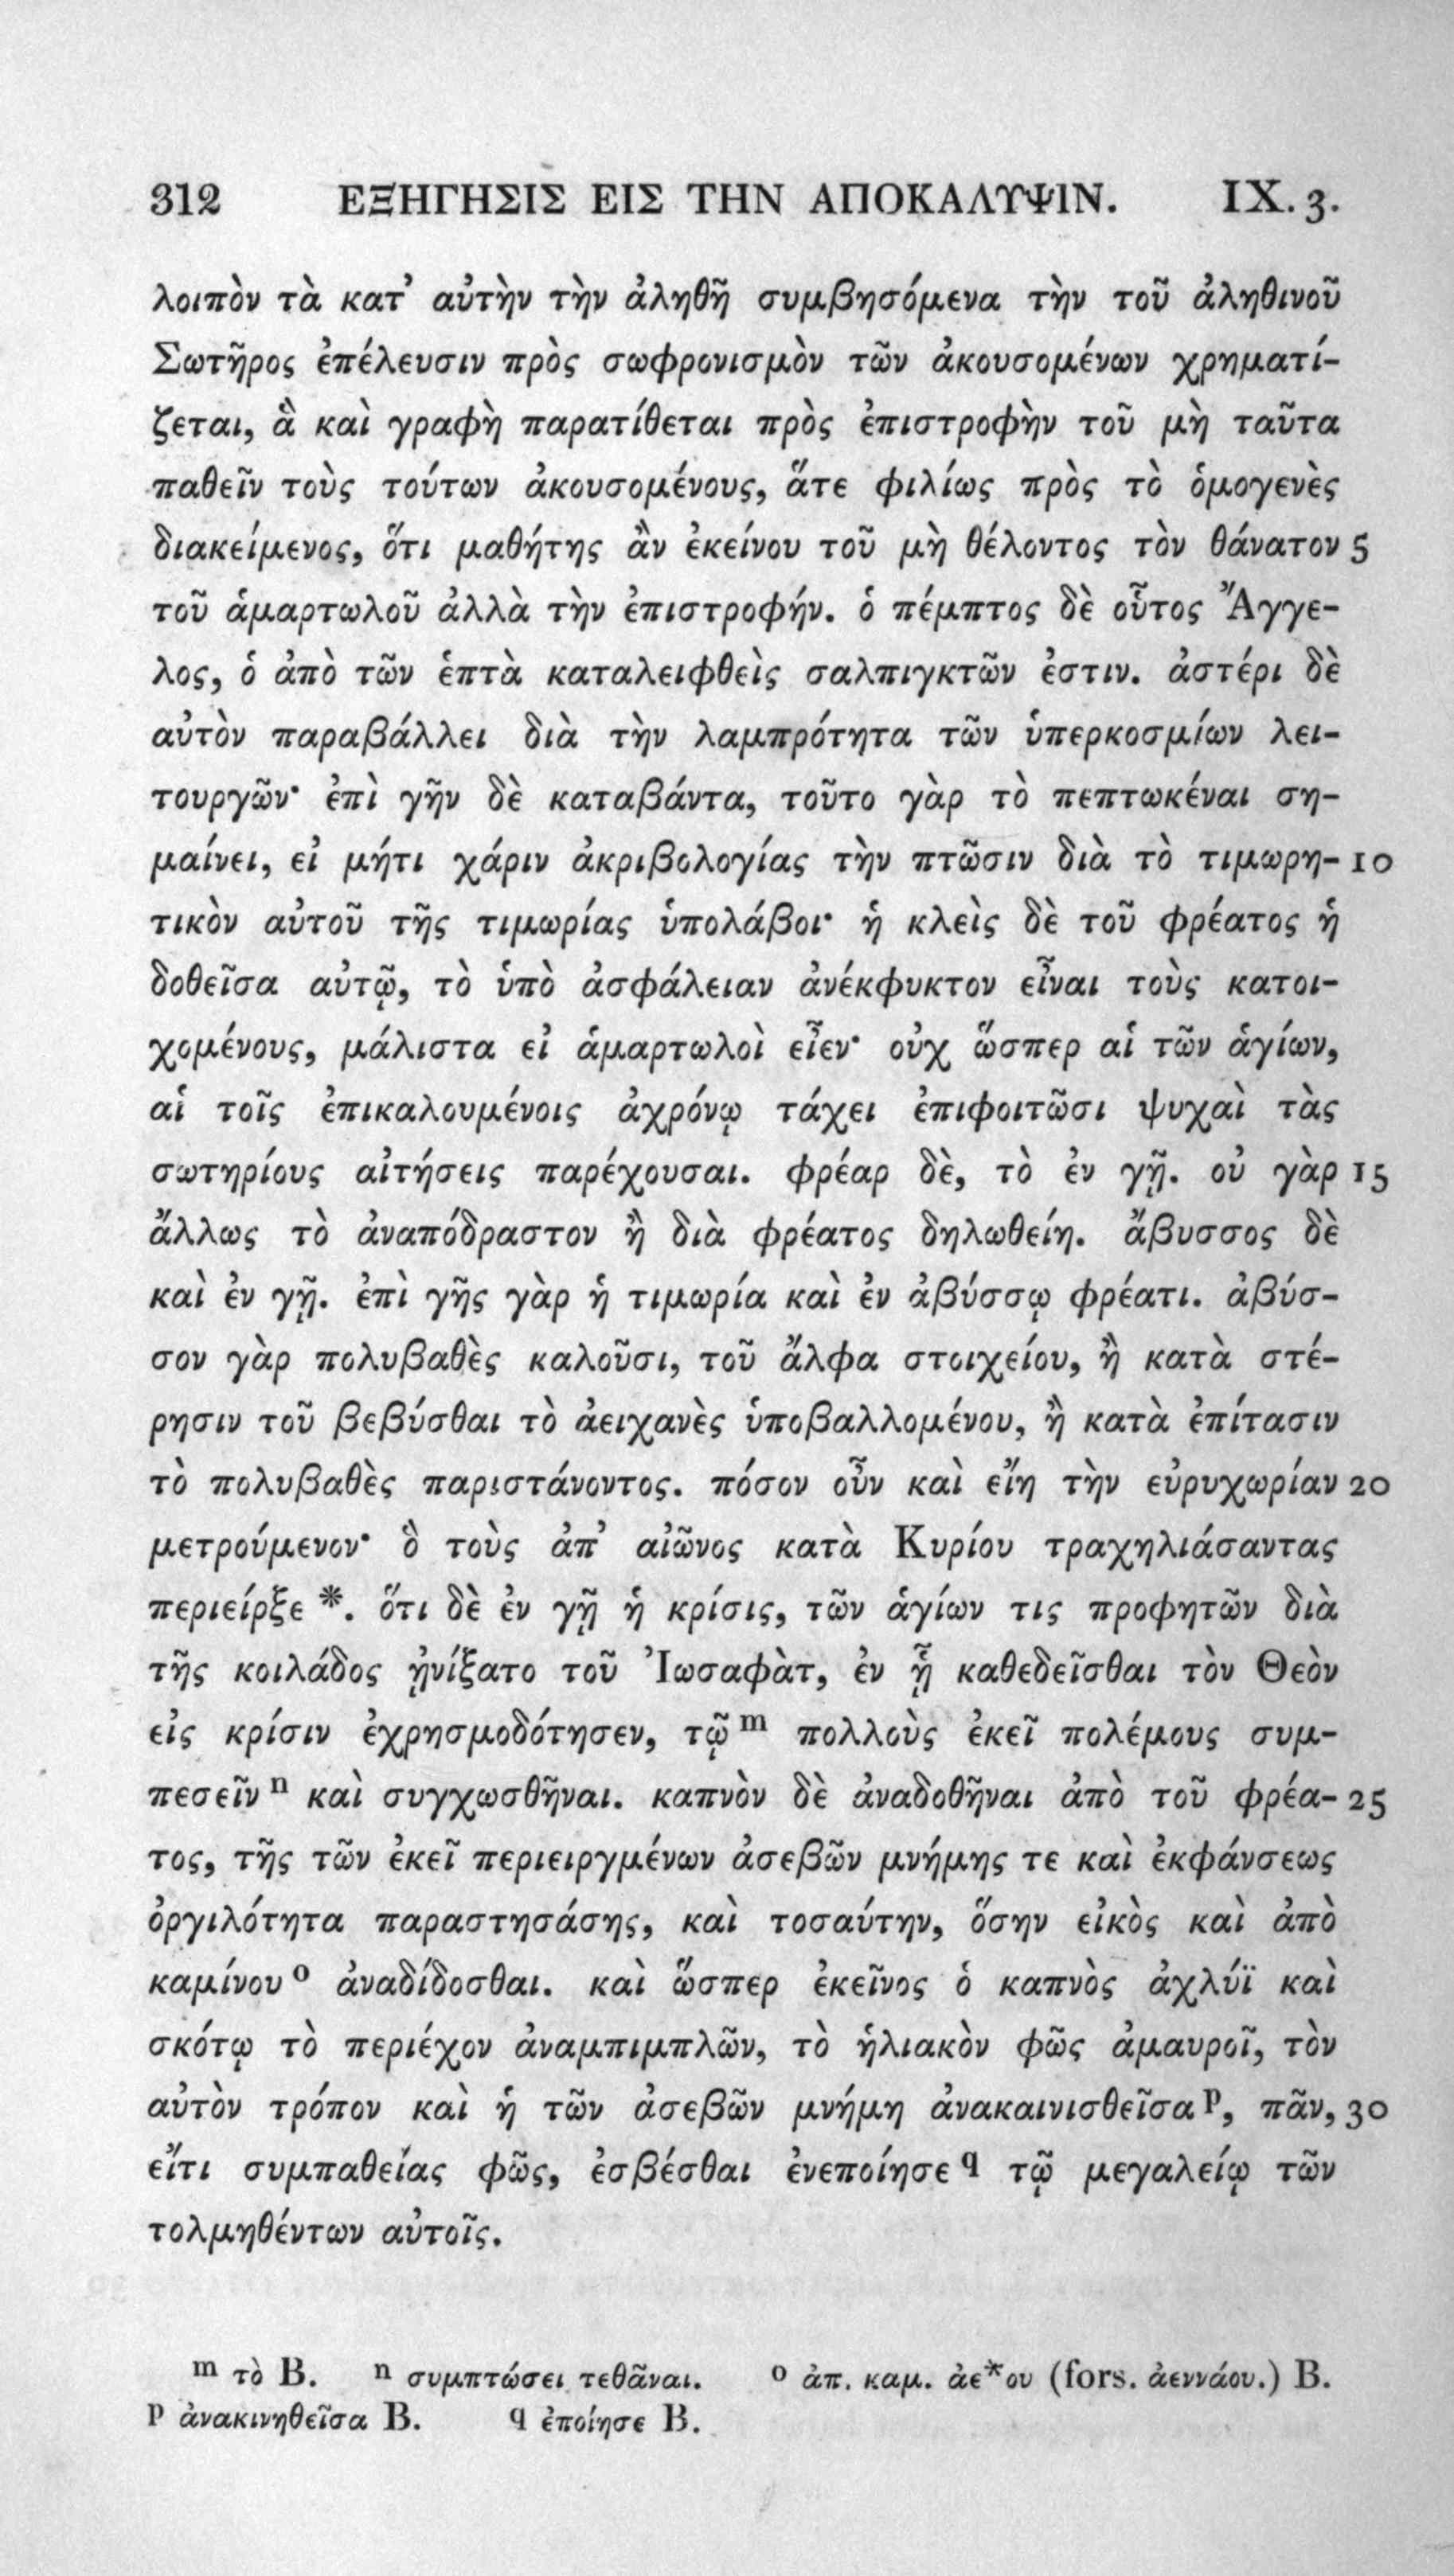 312 ΕΞΗΓΗΣΙΣ ΕΙΣ ΤΗΝ ΑΠΟΚΑΛΥΨΙΝ. IX. 3.
λοιπὸν τὰ κατ’ αὐτὴν τὴν ἀληθῆ συμβησόμενα τὴν τοῦ ἀληθινοῦ
Σωτῆρος ἐπέλευσιν πρὸς σωφρονισμὸν τῶν ἀκουσομένων χρηματί-
ζεται, ἃ καὶ γραφὴ παρατίθεται πρὸς ἐπιστροφὴν τοῦ μὴ ταῦτα
παθεῖν τοὺς τούτων ἀκουσομένους, ἅτε φιλίως πρὸς τὸ ὁμογενὲς
διακείμενος, ὅτι μαθήτης ἂν ἐκείνου τοῦ μὴ θέλοντος τὸν θάνατον 5
τοῦ ἁμαρτωλοῦ ἀλλὰ τὴν ἐπιστροφήν. ὁ πέμπτος δὲ οὗτος Ἄγγε-
λος, ὁ ἀπὸ τῶν ἑπτὰ καταλειφθεὶς σαλπιγκτῶν ἐστιν. ἀστέρι δὲ
αὐτὸν παραβάλλει διὰ τὴν λαμπρότητα τῶν ὑπερκοσμίων λει-
τουργῶν· ἐπὶ γῆν δὲ καταβάντα, τοῦτο γὰρ τὸ πεπτωκέναι ση-
μαίνει, εἰ μήτι χάριν ἀκριβολογίας τὴν πτῶσιν διὰ τὸ τιμωρη- 10
τικὸν αὐτοῦ τῆς τιμωρίας ὑπολάβοι· ἡ κλεὶς δὲ τοῦ φρέατος ἡ
δοθεῖσα αὐτῷ, τὸ ὑπὸ ἀσφάλειαν ἀνέκφυκτον εἶναι τοὺς κατοι-
χομένους, μάλιστα εἰ ἁμαρτωλοὶ εἶεν· οὐχ ὥσπερ αἱ τῶν ἁγίων,
αἱ τοῖς ἐπικαλουμένοις ἀχρόνῳ τάχει ἐπιφοιτῶσι ψυχαὶ τὰς
σωτηρίους αἰτήσεις παρέχουσαι. φρέαρ δὲ, τὸ ἐν γῇ. οὐ γὰρ 15
ἄλλως τὸ ἀναπόδραστον ἢ διὰ φρέατος δηλωθείη. ἄβυσσος δὲ
καὶ ἐν γῇ. ἐπὶ γῆς γὰρ ἡ τιμωρία καὶ ἐν ἀβύσσῳ φρέατι. ἀβύσ-
σον γὰρ πολυβαθὲς καλοῦσι, τοῦ ἄλφα στοιχείου, ἢ κατὰ στέ-
ρησιν τοῦ βεβύσθαι τὸ ἀειχανὲς ὑποβαλλομένου, ἢ κατὰ ἐπίτασιν
τὸ πολυβαθὲς παριστάνοντος. πόσον οὖν καὶ εἴη τὴν εὐρυχωρίαν 20
μετρούμενον· ὃ τοὺς ἀπ’ αἰῶνος κατὰ Κυρίου τραχηλιάσαντας
περιείρξε *. ὅτι δὲ ἐν γῇ ἡ κρίσις, τῶν ἁγίων τις προφητῶν διὰ
τῆς κοιλάδος ᾐνίξατο τοῦ Ἰωσαφὰτ, ἐν ᾗ καθεδεῖσθαι τὸν Θεὸν
εἰς κρίσιν ἐχρησμοδότησεν, τῷ m πολλοὺς ἐκεῖ πολέμους συμ-
πεσεῖν n καὶ συγχωσθῆναι. καπνὸν δὲ ἀναδοθῆναι ἀπὸ τοῦ φρέα- 25
τος, τῆς τῶν ἐκεῖ περιειργμένων ἀσεβῶν μνήμης τε καὶ ἐκφάνσεως
ὀργιλότητα παραστησάσης, καὶ τοσαύτην, ὅσην εἰκὸς καὶ ἀπὸ
καμίνου o ἀναδίδοσθαι. καὶ ὥσπερ ἐκεῖνος ὁ καπνὸς ἀχλύϊ καὶ
σκότῳ τὸ περιέχον ἀναμπιμπλῶν, τὸ ἡλιακὸν φῶς ἀμαυροῖ, τὸν
αὐτὸν τρόπον καὶ ἡ τῶν ἀσεβῶν μνήμη ἀνακαινισθεῖσα p, πᾶν, 30
εἴτι συμπαθείας φῶς, ἐσβέσθαι ἐνεποίησε q τῷ μεγαλείῳ τῶν
τολμηθέντων αὐτοῖς.
m τὸ B. n συμπτώσει τεθᾶναι. o ἀπ. καμ. ἀε*ου (fors. ἀεννάου.) B.
p ἀνακινηθεῖσα B. q ἐποίησε B.